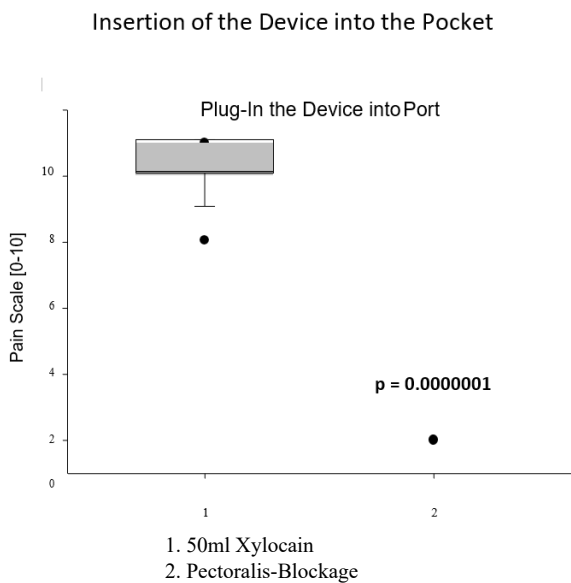 Insertion of the Device into the Pocket
Plug-In the Device into Port
Pain Scale [0-10]
10
8
6
4
2
0
p = 0.0000001
1
2
1. 50ml Xylocain
2. Pectoralis-Blockage